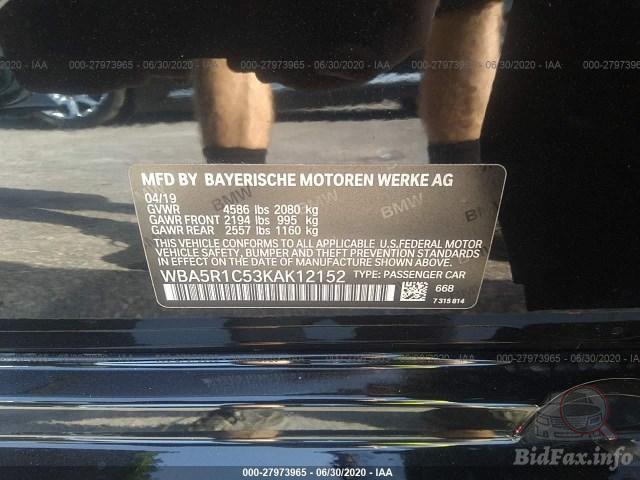 000-27973965 - 06/30/2020 - IAA
000-27973965 - 06/30/2020 - IAA
000-27973965 - 06/30/2020 - IAA
MFD BY BAYERISCHE MOTOREN WERKE AG
04/19
GVWR 4586 lbs 2080 kg
GAWR FRONT 2194 lbs 995 kg
GAWR REAR 2557 lbs 1160 kg
BMW
BMW
THIS VEHICLE CONFORMS TO ALL APPLICABLE U.S.FEDERAL MOTOR
VEHICLE SAFETY, BUMPER, AND THEFT PREVENTION STANDARDS
IN EFFECT ON THE DATE OF MANUFACTURE SHOWN ABOVE.
WBA5R1C53KAK12152 TYPE: PASSENGER CAR
668
7 315 814
000-27973965 - 06/30/2020 - IAA
000-27973965 - 06/30/2020 - IAA
000-27973965 - 06/30/2020 - IAA
BidFax.info
000-27973965 - 06/30/2020 - IAA